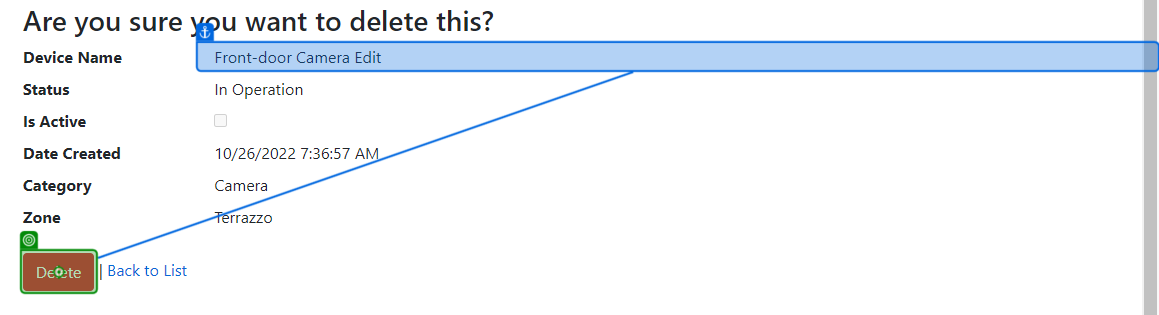 Are you sure you want to delete this?
Device Name Front-door Camera Edit
Status In Operation
Is Active
Date Created 10/26/2022 7:36:57 AM
Category Camera
Zone Terrazzo
Delete | Back to List